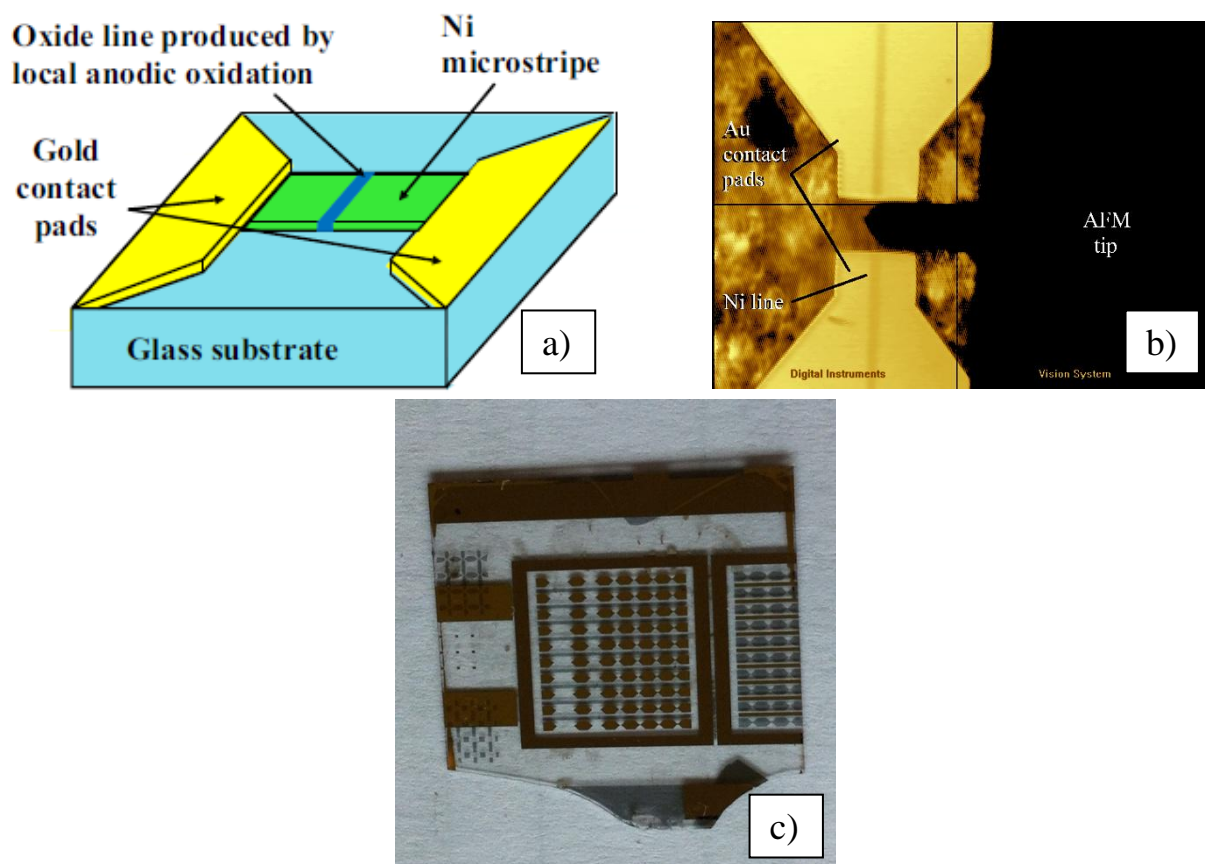 Oxide line produced by
local anodic oxidation
Ni
microstripe
Gold
contact
pads
Glass substrate
a)
Au
contact
pads
AFM
tip
Ni line
b)
Digital Instruments
Vision System
c)